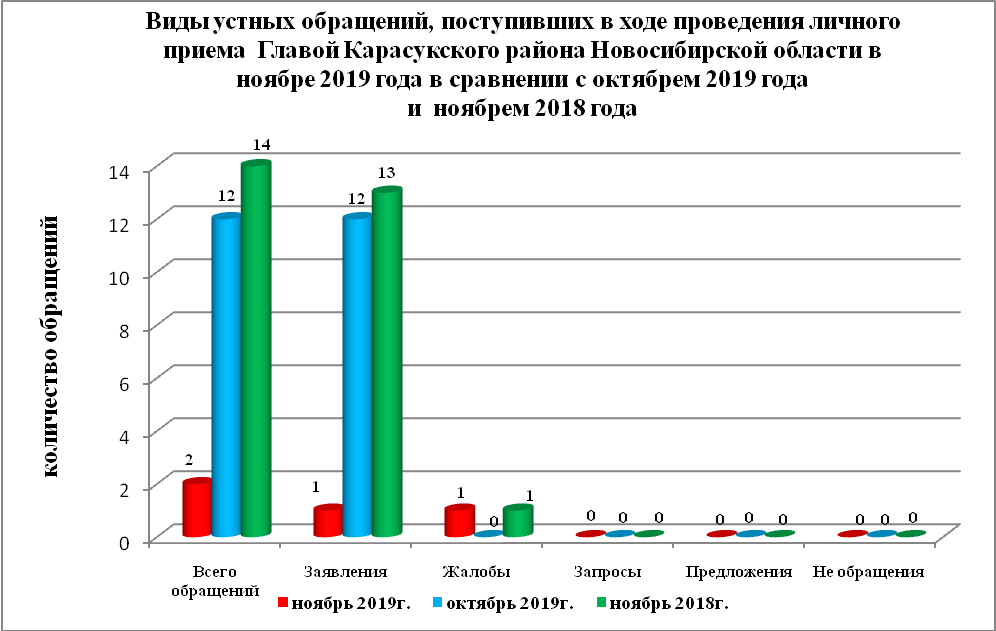 Виды устных обращений, поступивших в ходе проведения личного
приема Главой Карасукского района Новосибирской области в
ноябре 2019 года в сравнении с октябрем 2019 года
и ноябрем 2018 года
количество обращений
14
12
10
8
6
4
2
0
2
12
14
1
12
13
1
0
1
0
0
0
0
0
0
0
0
0
Всего
обращений
Заявления
Жалобы
Запросы
Предложения
Не обращения
ноябрь 2019г.
октябрь 2019г.
ноябрь 2018г.